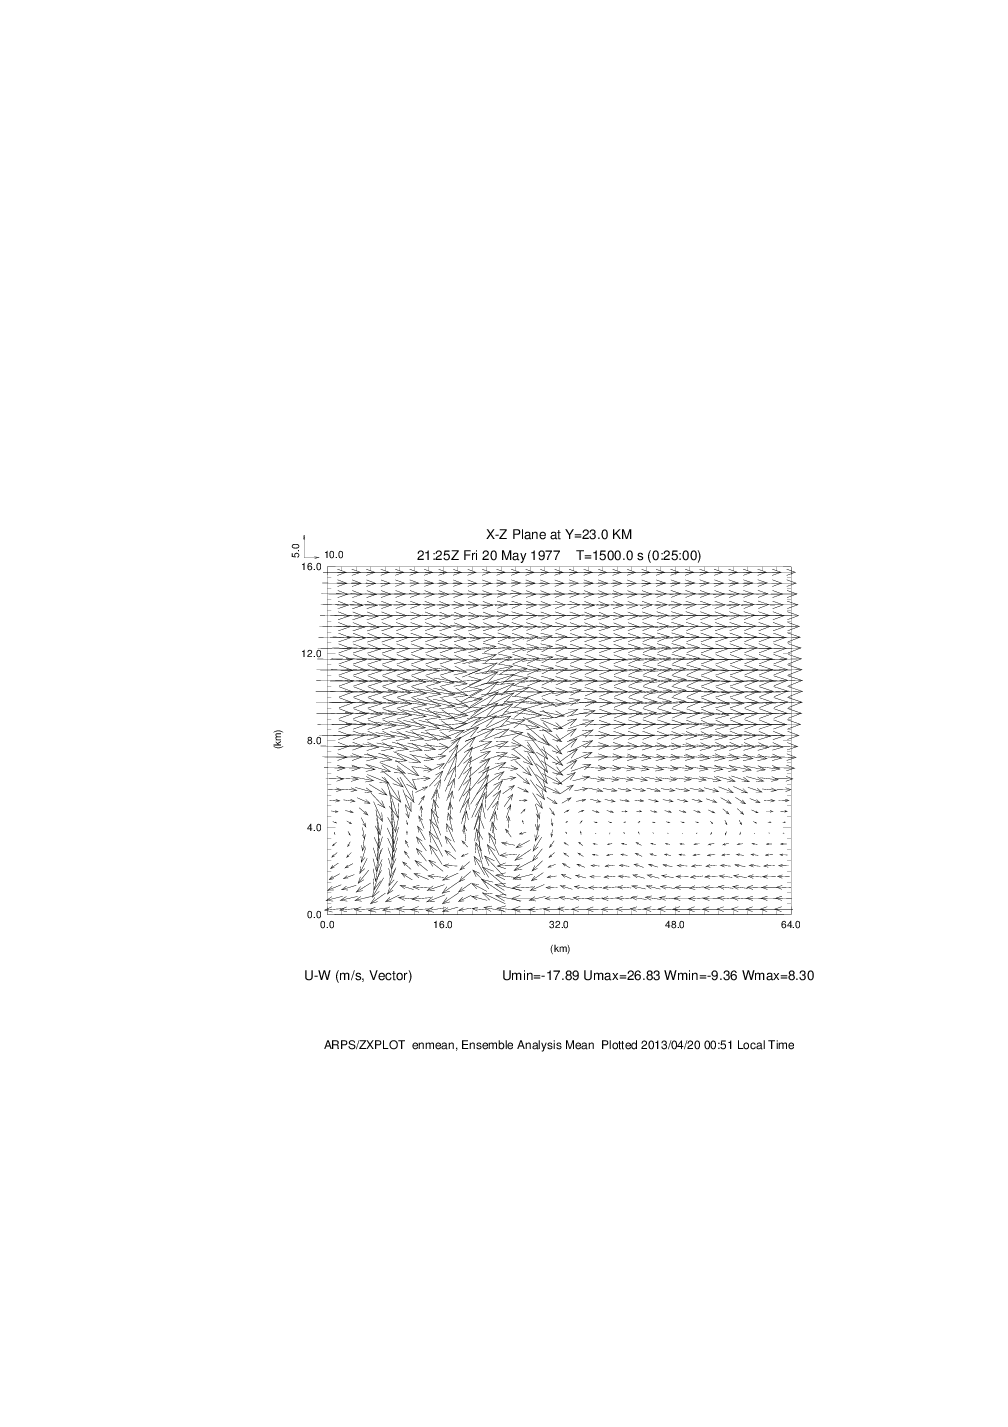 X-Z Plane at Y=23.0 KM
21:25Z Fri 20 May 1977 T=1500.0 s (0:25:00)
5.0
10.0
16.0
12.0
8.0
4.0
0.0
(km)
0.0 16.0 32.0 48.0 64.0
(km)
U-W (m/s, Vector) Umin=-17.89 Umax=26.83 Wmin=-9.36 Wmax=8.30
ARPS/ZXPLOT enmean, Ensemble Analysis Mean Plotted 2013/04/20 00:51 Local Time